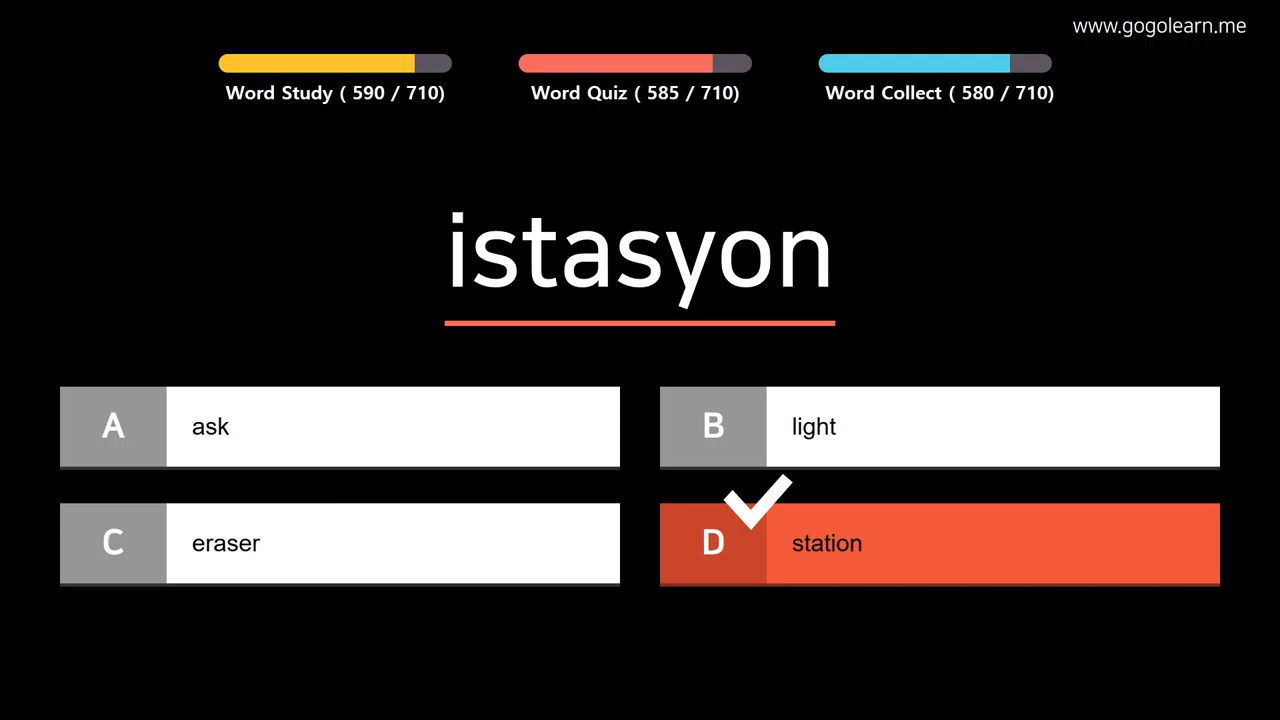 www.gogolearn.me
Word Study ( 590 / 710)
Word Quiz ( 585 / 710)
Word Collect ( 580 / 710)
istasyon
A
ask
B
light
C
eraser
D
station